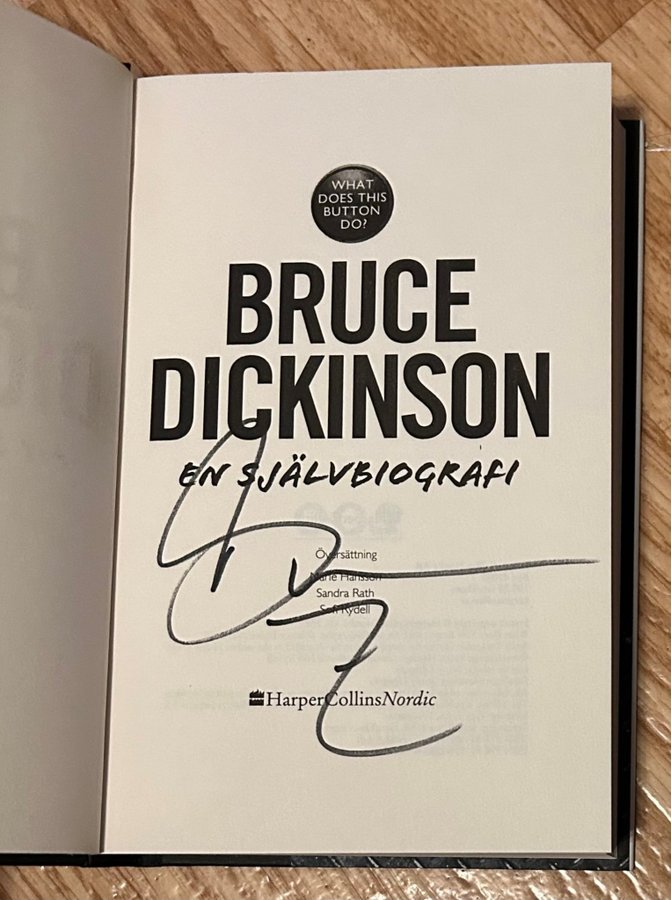 WHAT
DOES THIS
BUTTON
DO?
BRUCE
DICKINSON
EN SJÄLVBIOGRAFI
Översättning
Marie Hansson
Sandra Rath
Sofi Rydell
HarperCollinsNordic